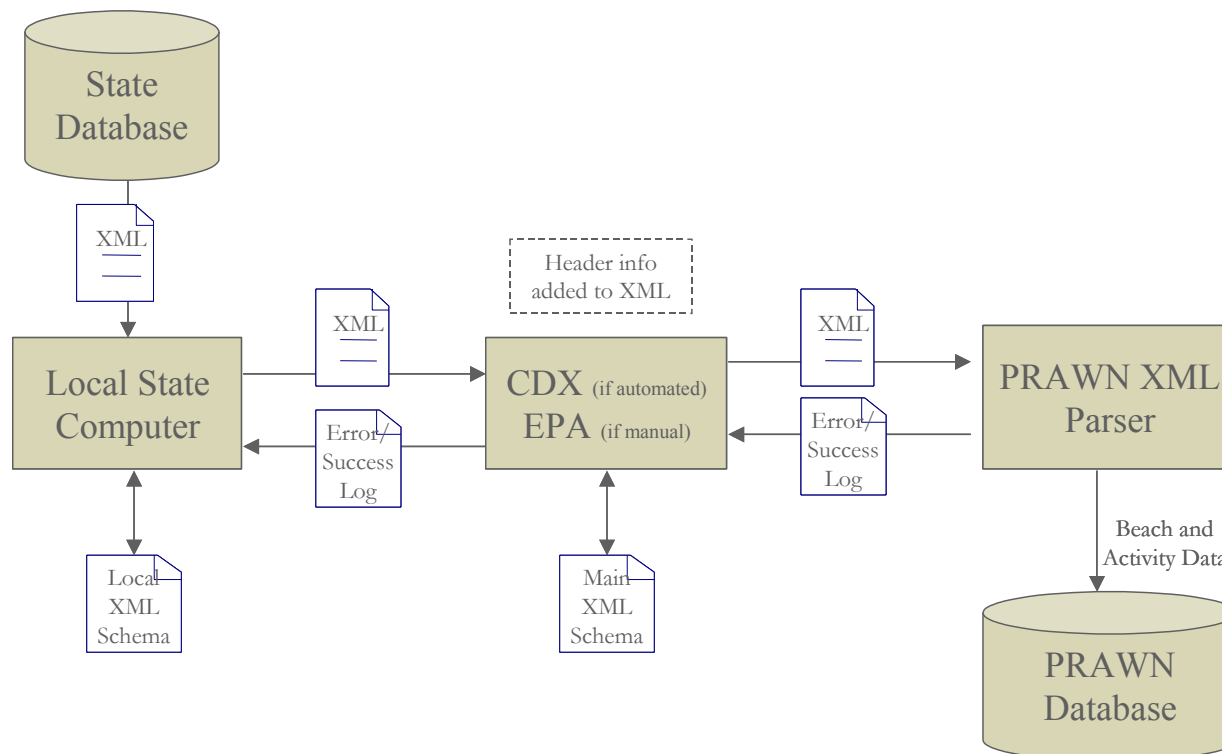 State
Database
XML
Header info
added to XML
XML
XML
Local State
Computer
CDX (if automated)
EPA (if manual)
PRAWN XML
Parser
Error/
Success
Log
Error/
Success
Log
Local
XML
Schema
Main
XML
Schema
Beach and
Activity Data
PRAWN
Database